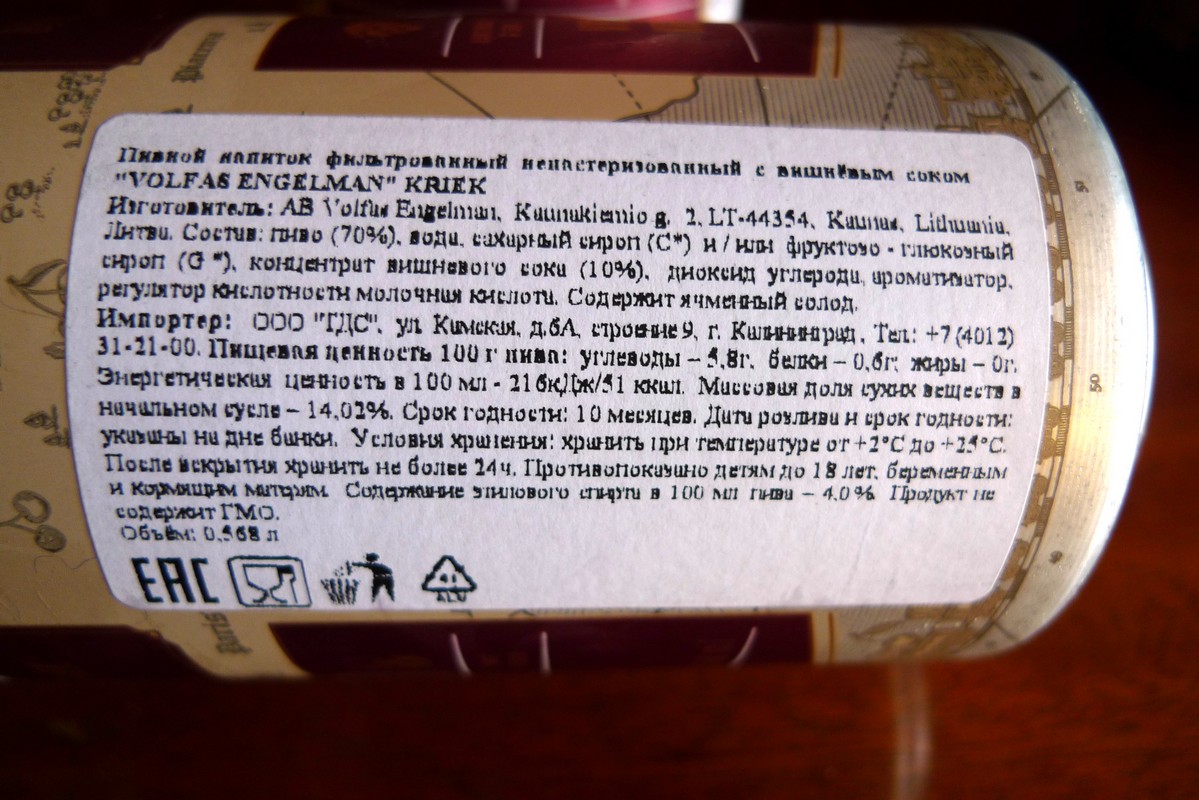 Пивной напиток фильтрованный непастеризованный с вишнёвым соком
"VOLFAS ENGELMAN" KRIEK
Изготовитель: AB Volfas Engelman, Kaunakiemio g. 2, LT-44354, Kaunas, Lithuania,
Литва. Состав: пиво (70%), вода, сахарный сироп (С*) и / или фруктозо - глюкозный
сироп (G *), концентрат вишневого сока (10%), диоксид углерода, ароматизатор,
регулятор кислотности молочная кислота. Содержит ячменный солод.
Импортер: ООО "ТДС", ул. Камская, д.6А, строение 9, г. Калининград, Тел: +7 (4012)
31-21-00. Пищевая ценность 100 г пива: углеводы – 5,8г, белки – 0,6г, жиры – 0г.
Энергетическая ценность в 100 мл - 216кДж/51 ккал. Массовая доля сухих веществ в
начальном сусле – 14,02%. Срок годности: 10 месяцев. Дата розлива и срок годности:
указаны на дне банки. Условия хранения: хранить при температуре от +2°С до +25°С.
После вскрытия хранить не более 24ч. Противопоказано детям до 18 лет, беременным
и кормящим матерям. Содержание этилового спирта в 100 мл пива – 4,0%. Продукт не
содержит ГМО.
Объём: 0,568 л
EAC
41
ALU
Paris
50